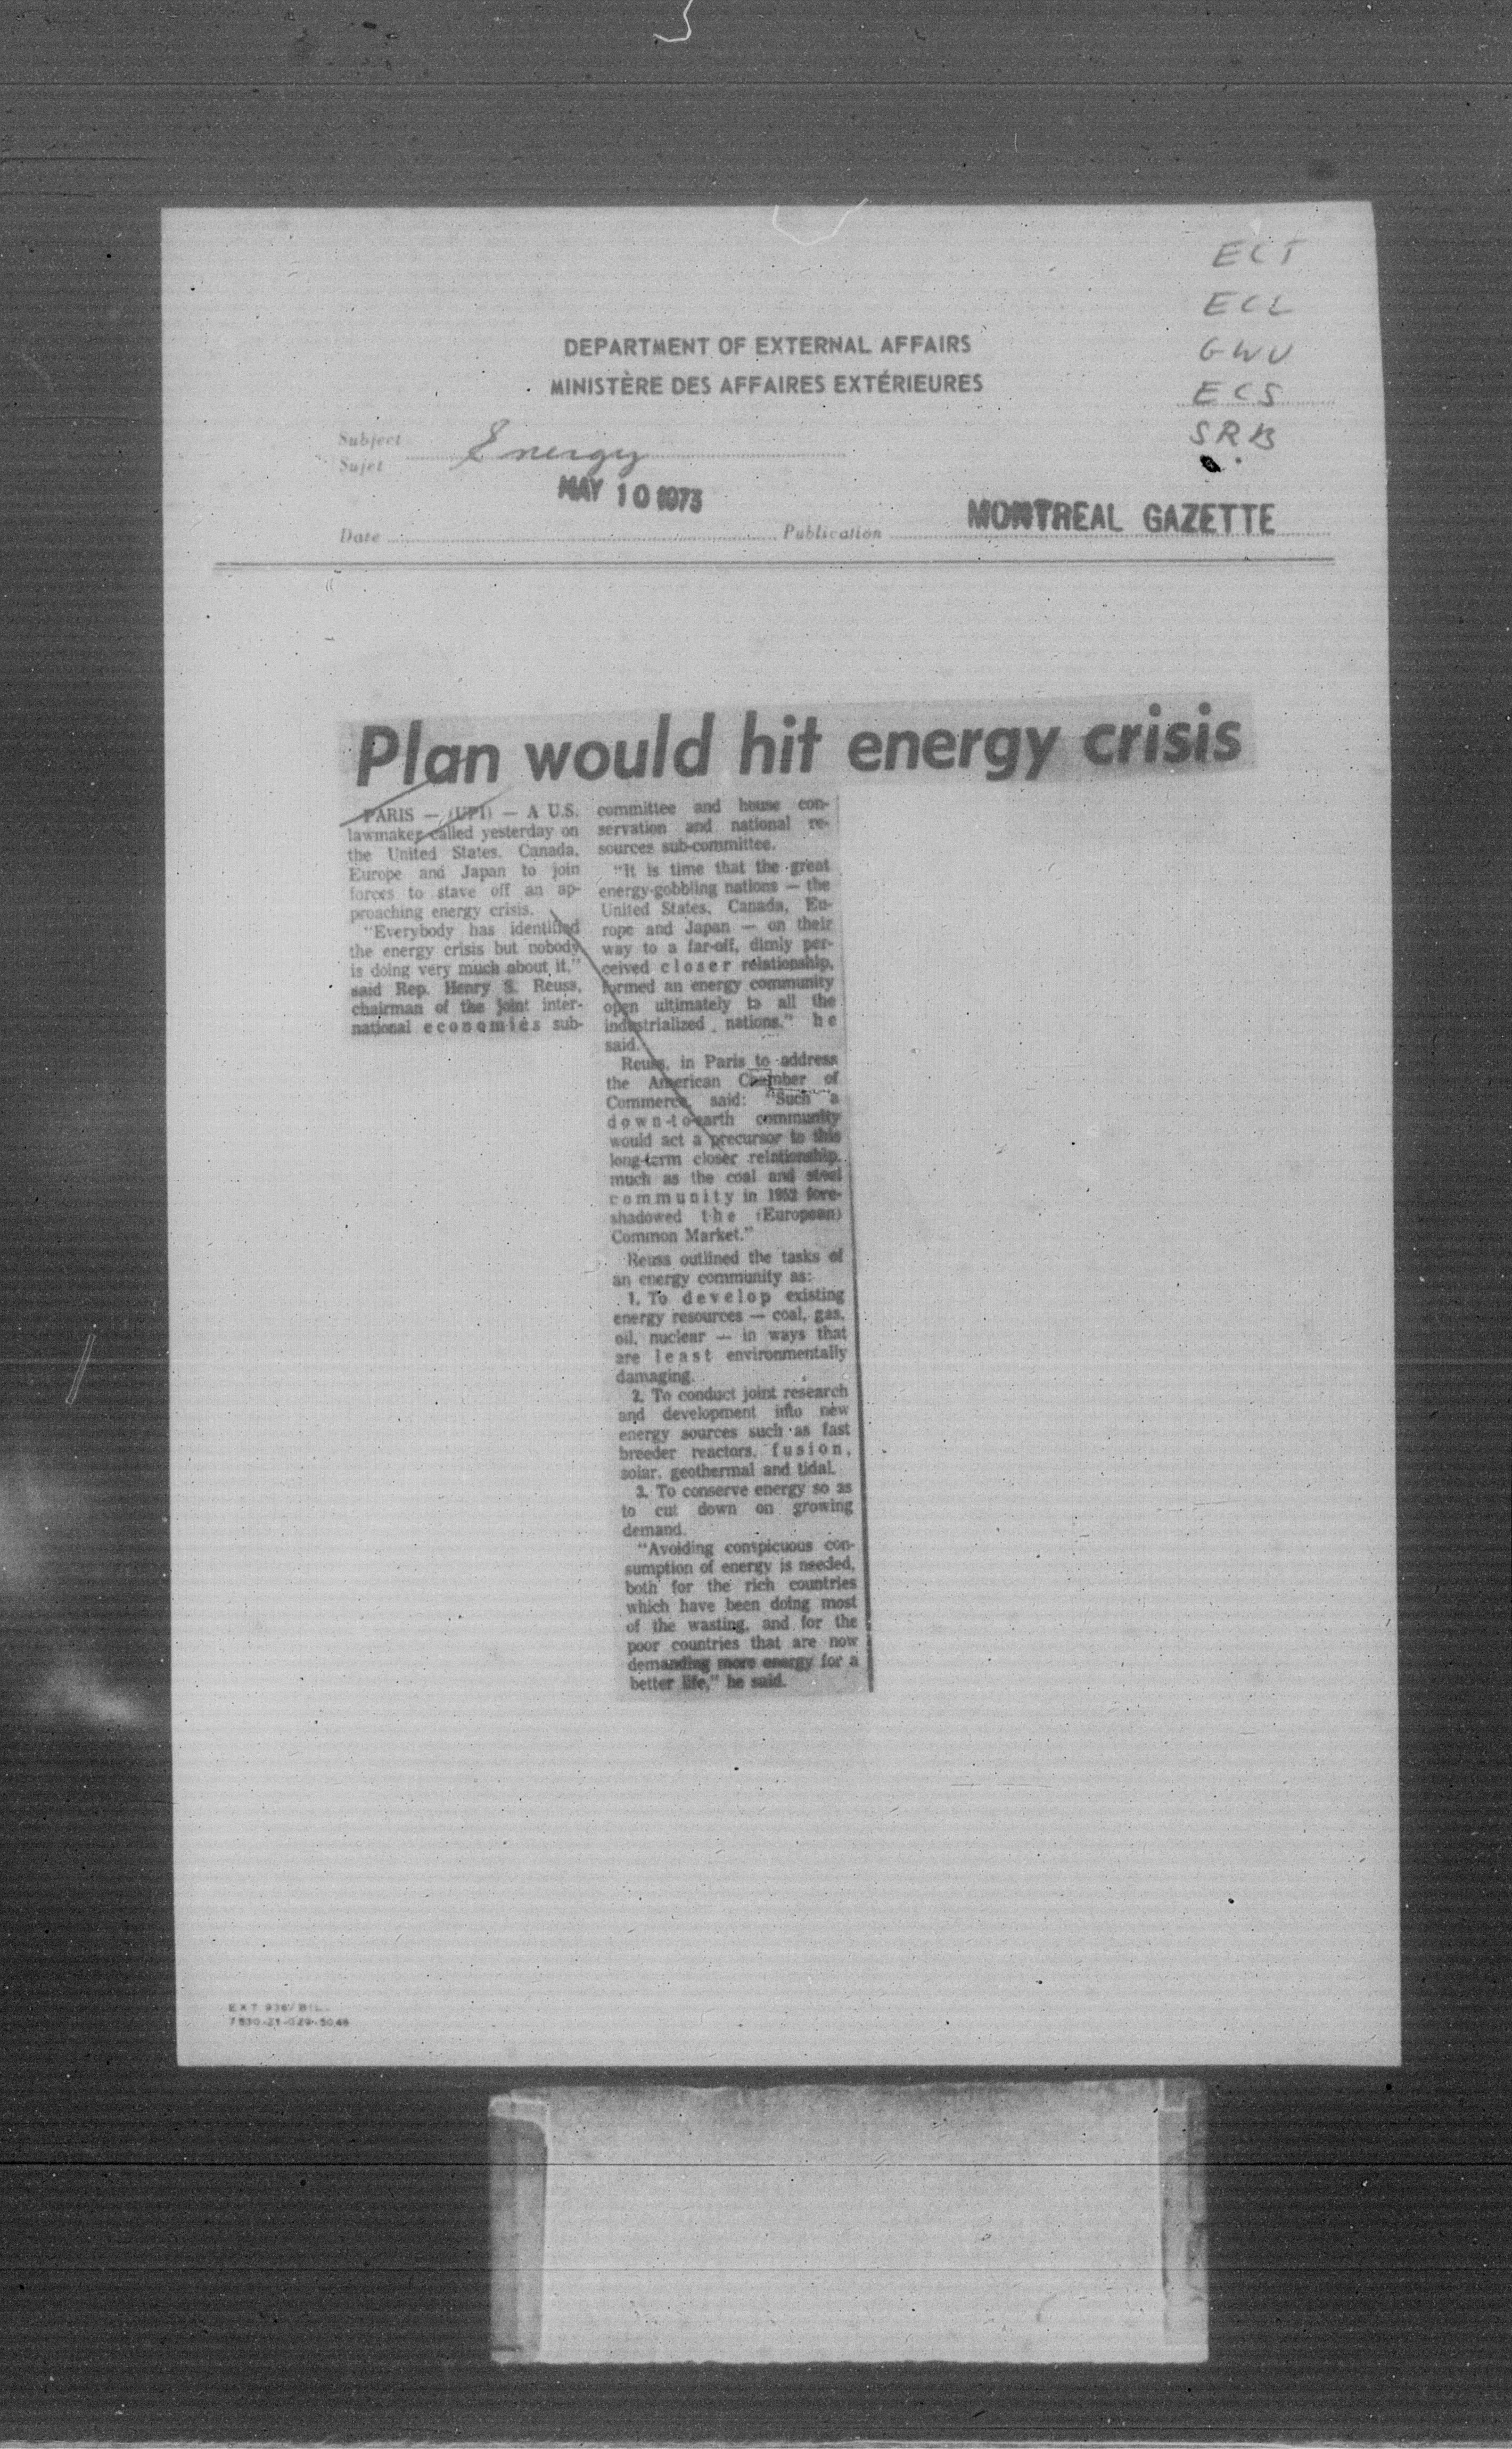 ECT
ECL
GWU
ECS
SRB
DEPARTMENT OF EXTERNAL AFFAIRS
MINISTÈRE DES AFFAIRES EXTÉRIEURES
Subject
Sujet
Energy
MAY 10 1973
Date
Publication
MONTREAL GAZETTE
Plan would hit energy crisis
PARIS — (UPI) — A U.S.
lawmaker called yesterday on
the United States, Canada,
Europe and Japan to join
forces to stave off an ap-
proaching energy crisis.
"Everybody has identified
the energy crisis but nobody
is doing very much about it,"
said Rep. Henry S. Reuss,
chairman of the joint inter-
national economies sub-
committee and house con-
servation and national re-
sources sub-committee.
"It is time that the great
energy-gobbling nations — the
United States, Canada, Eu-
rope and Japan — on their
way to a far-off, dimly per-
ceived closer relationship,
formed an energy community
open ultimately to all the
industrialized nations," he
said.
Reuss, in Paris to address
the American Chamber of
Commerce, said: "Such a
down-to-earth community
would act a precursor to this
long-term closer relationship,
much as the coal and steel
community in 1952 fore-
shadowed the (European)
Common Market."
Reuss outlined the tasks of
an energy community as:
1. To develop existing
energy resources — coal, gas,
oil, nuclear — in ways that
are least environmentally
damaging.
2. To conduct joint research
and development into new
energy sources such as fast
breeder reactors, fusion,
solar, geothermal and tidal.
3. To conserve energy so as
to cut down on growing
demand.
"Avoiding conspicuous con-
sumption of energy is needed,
both for the rich countries
which have been doing most
of the wasting, and for the
poor countries that are now
demanding more energy for a
better life," he said.
EXT